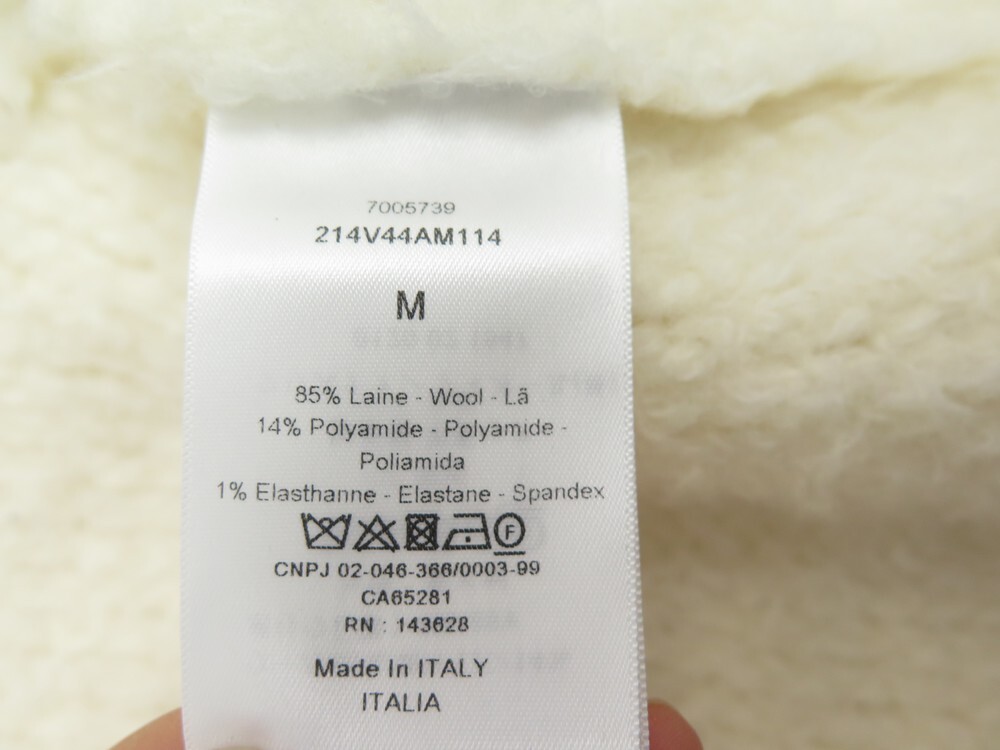 7005739
214V44AM114
M
85% Laine - Wool - Lã
14% Polyamide - Polyamide -
Poliamida
1% Elasthanne - Elastane - Spandex
F
CNPJ 02-046-366/0003-99
CA65281
RN : 143628
Made In ITALY
ITALIA